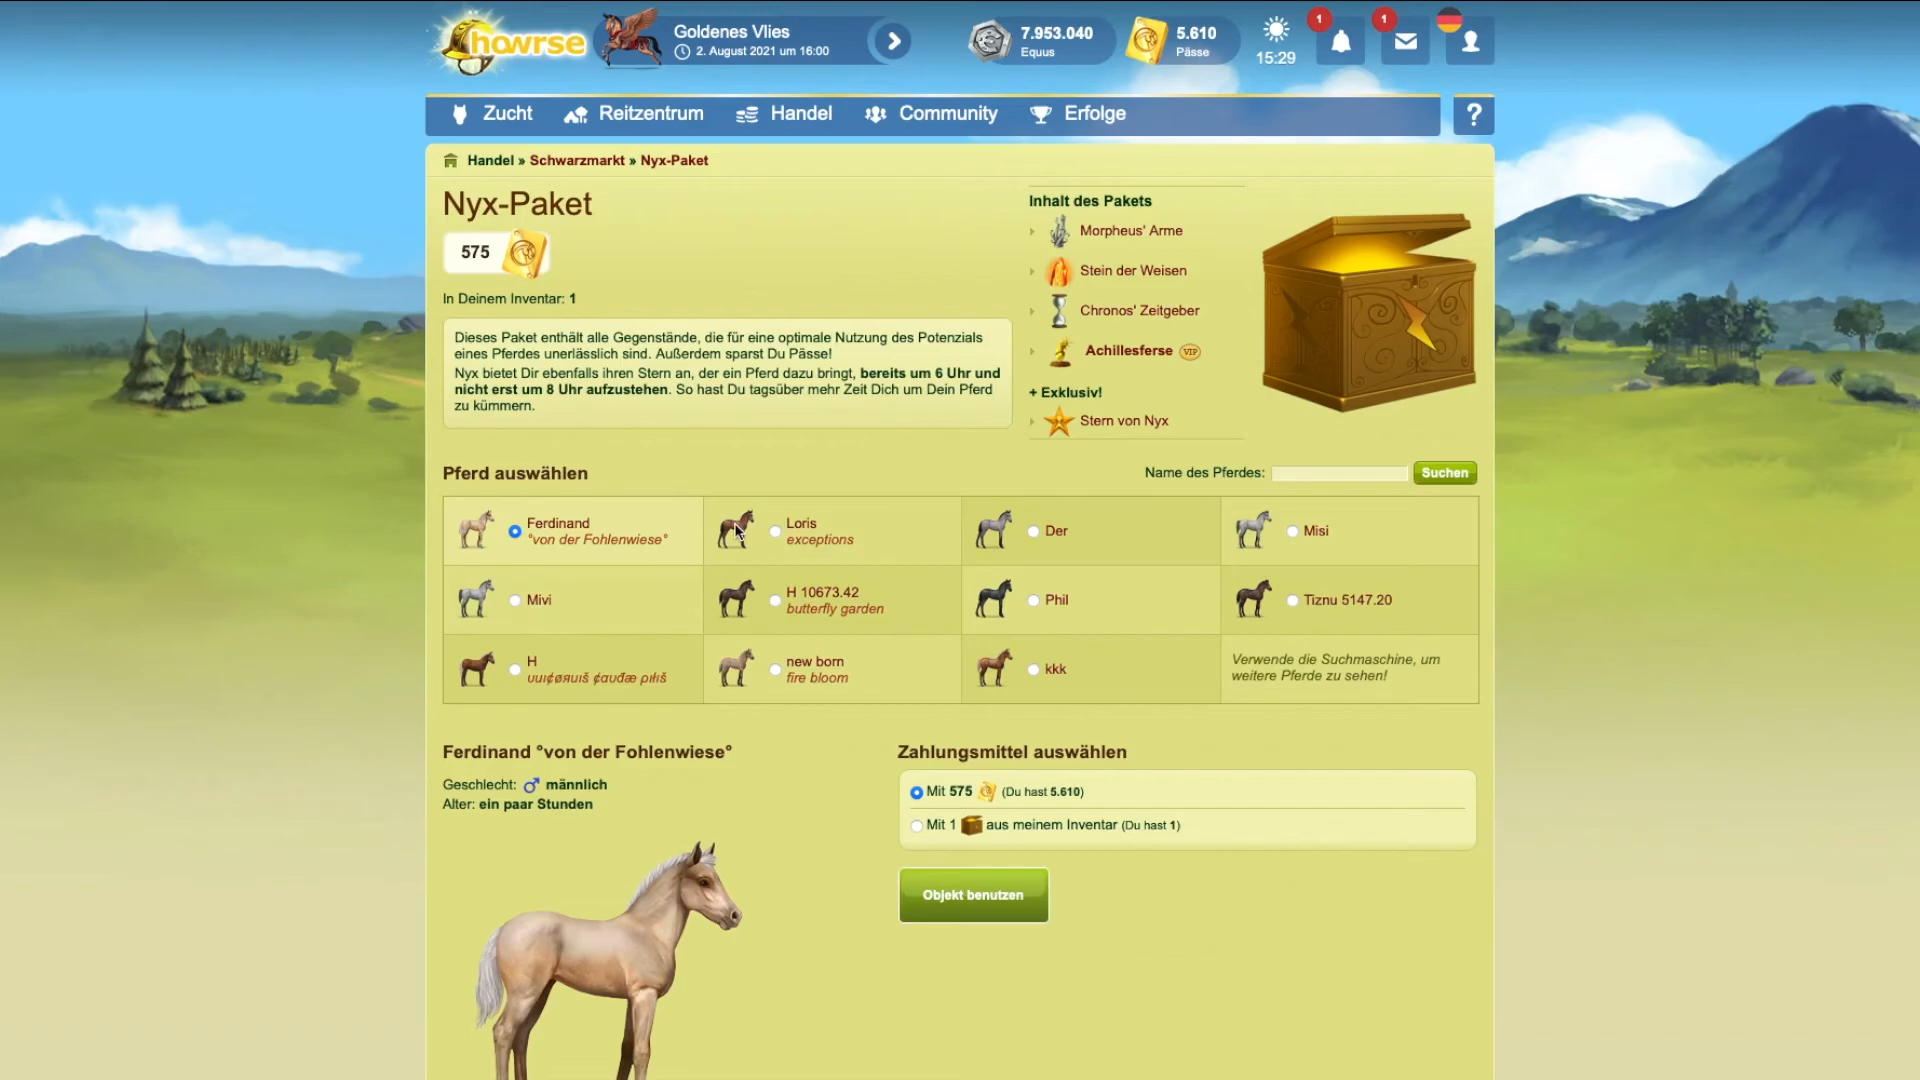 howrse
Goldenes Vlies
2. August 2021 um 16:00
7.953.040
Equus
5.610
Pässe
15:29
1
1
Zucht
Reitzentrum
Handel
Community
Erfolge
?
Handel » Schwarzmarkt » Nyx-Paket
Nyx-Paket
575
In Deinem Inventar: 1
Dieses Paket enthält alle Gegenstände, die für eine optimale Nutzung des Potenzials
eines Pferdes unerlässlich sind. Außerdem sparst Du Pässe!
Nyx bietet Dir ebenfalls ihren Stern an, der ein Pferd dazu bringt, bereits um 6 Uhr und
nicht erst um 8 Uhr aufzustehen. So hast Du tagsüber mehr Zeit Dich um Dein Pferd
zu kümmern.
Inhalt des Pakets
Morpheus' Arme
Stein der Weisen
Chronos' Zeitgeber
Achillesferse VIP
+ Exklusiv!
Stern von Nyx
Pferd auswählen
Name des Pferdes:
Suchen
Ferdinand
°von der Fohlenwiese°
Loris
exceptions
Der
Misi
Mivi
H 10673.42
butterfly garden
Phil
Tiznu 5147.20
H
new born
fire bloom
kkk
Verwende die Suchmaschine, um
weitere Pferde zu sehen!
Ferdinand °von der Fohlenwiese°
Geschlecht: ♂ männlich
Alter: ein paar Stunden
Zahlungsmittel auswählen
Mit 575 (Du hast 5.610)
Mit 1 aus meinem Inventar (Du hast 1)
Objekt benutzen